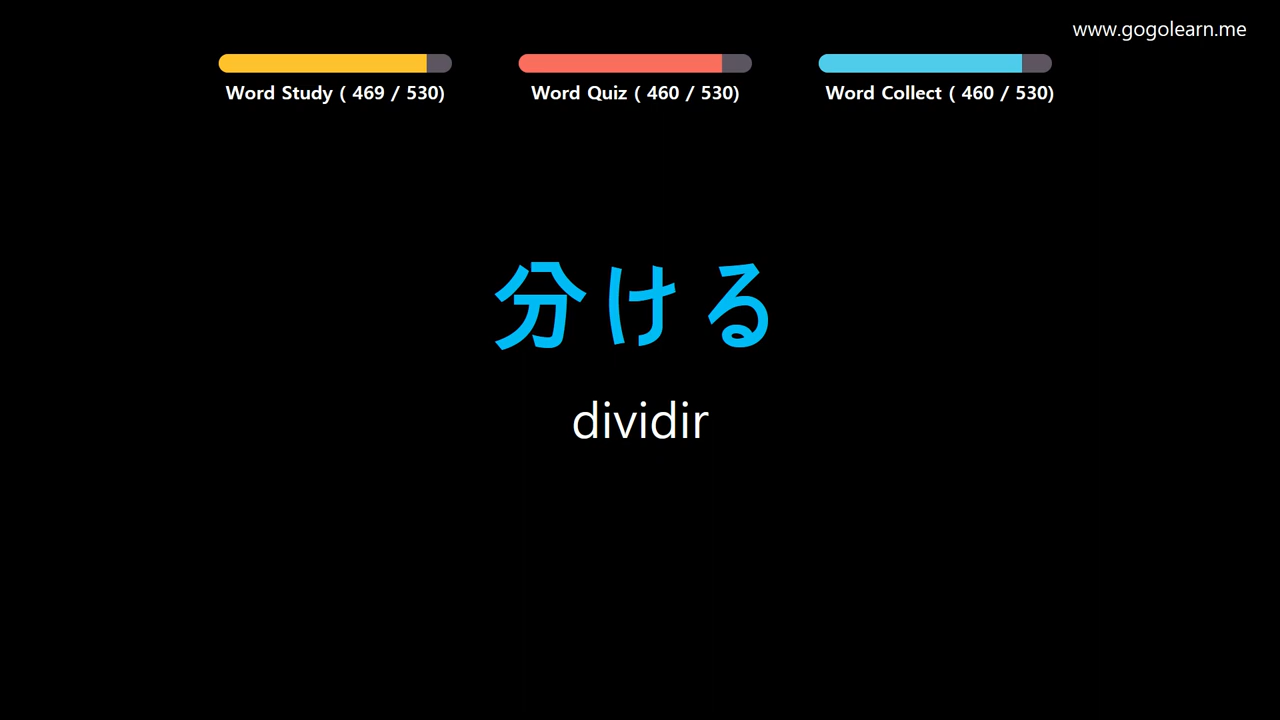 www.gogolearn.me
Word Study ( 469 / 530)
Word Quiz ( 460 / 530)
Word Collect ( 460 / 530)
分ける
dividir